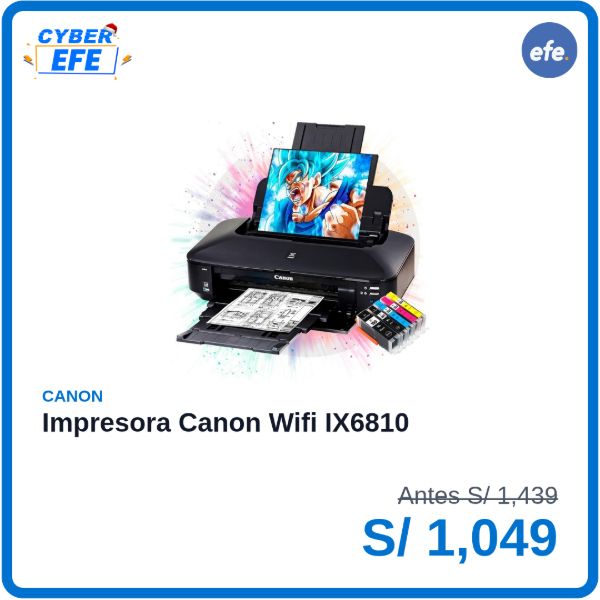 CYBER
EFE
efe.
Canon
CANON
Impresora Canon Wifi IX6810
Antes S/ 1,439
S/ 1,049